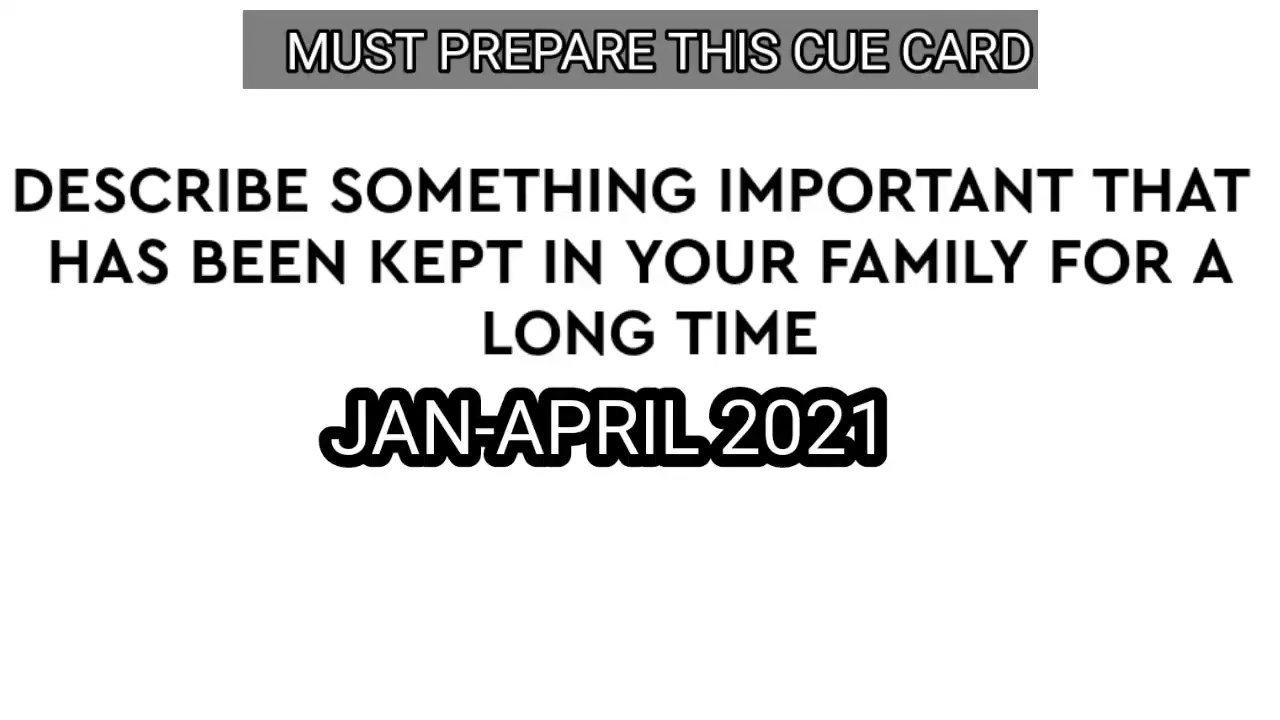 MUST PREPARE THIS CUE CARD
DESCRIBE SOMETHING IMPORTANT THAT
HAS BEEN KEPT IN YOUR FAMILY FOR A
LONG TIME
JAN-APRIL 2021